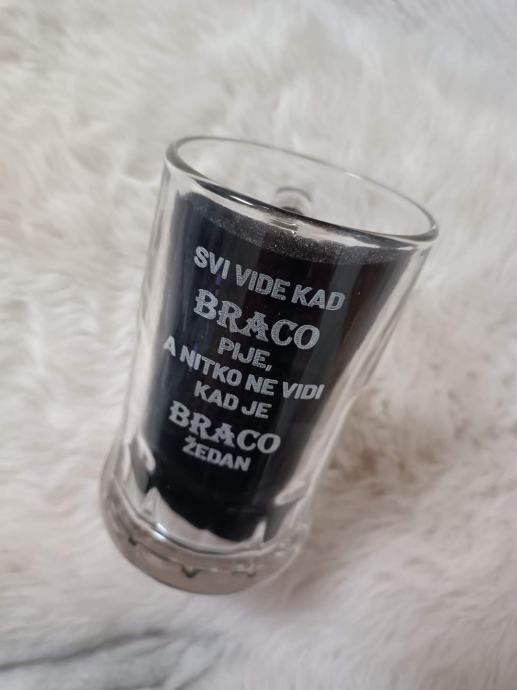 SVI VIDE KAD
BRACO
PIJE,
A NITKO NE VIDI
KAD JE
BRACO
ŽEDAN